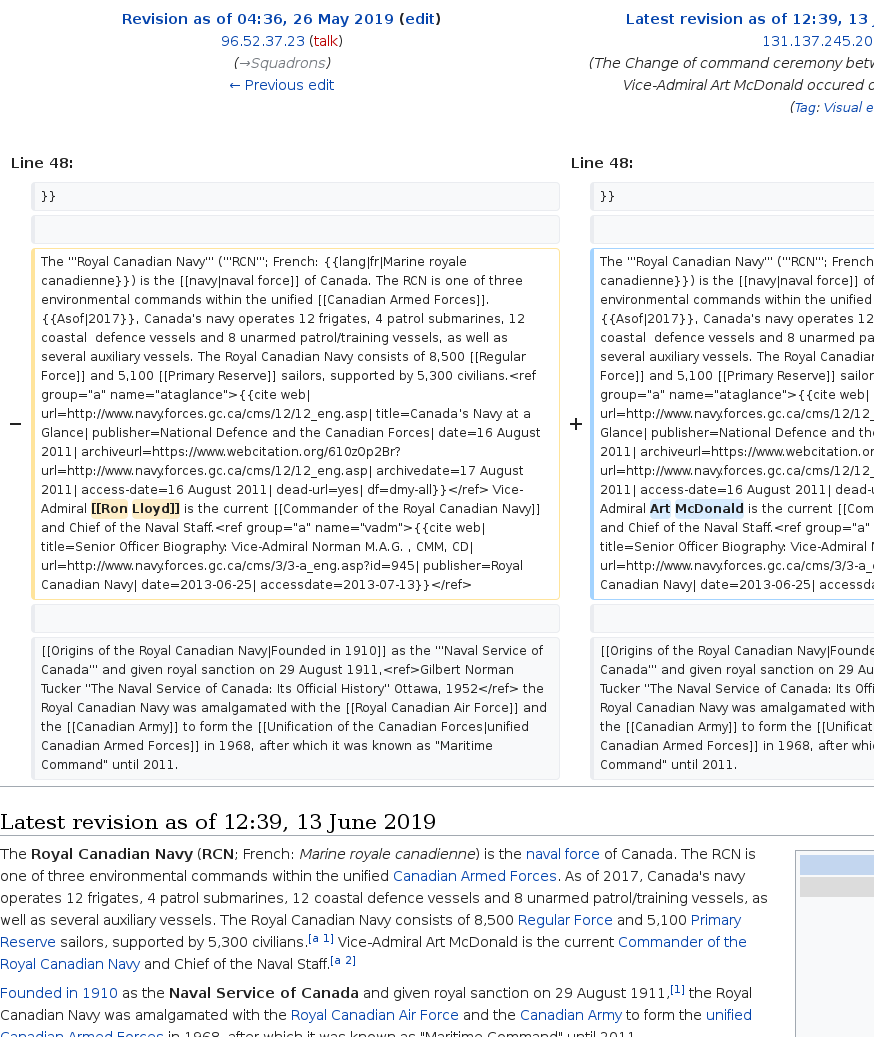 Revision as of 04:36, 26 May 2019 (edit)
96.52.37.23 (talk)
(→Squadrons)
← Previous edit
Latest revision as of 12:39, 13
131.137.245.20
(The Change of command ceremony
Vice-Admiral Art McDonald occured
(Tag: Visual
Line 48:
}}
−
The '''Royal Canadian Navy''' ('''RCN'''; French: {{lang|fr|Marine royale
canadienne}}) is the [[navy|naval force]] of Canada. The RCN is one of three
environmental commands within the unified [[Canadian Armed Forces]].
{{Asof|2017}}, Canada's navy operates 12 frigates, 4 patrol submarines, 12
coastal  defence vessels and 8 unarmed patrol/training vessels, as well as
several auxiliary vessels. The Royal Canadian Navy consists of 8,500 [[Regular
Force]] and 5,100 [[Primary Reserve]] sailors, supported by 5,300 civilians.<ref
group="a" name="ataglance">{{cite web|
url=http://www.navy.forces.gc.ca/cms/12/12_eng.asp| title=Canada's Navy at a
Glance| publisher=National Defence and the Canadian Forces| date=16 August
2011| archiveurl=https://www.webcitation.org/610zOp2Br?
url=http://www.navy.forces.gc.ca/cms/12/12_eng.asp| archivedate=17 August
2011| access-date=16 August 2011| dead-url=yes| df=dmy-all}}</ref> Vice-
Admiral [[Ron Lloyd]] is the current [[Commander of the Royal Canadian Navy]]
and Chief of the Naval Staff.<ref group="a" name="vadm">{{cite web|
title=Senior Officer Biography: Vice-Admiral Norman M.A.G. , CMM, CD|
url=http://www.navy.forces.gc.ca/cms/3/3-a_eng.asp?id=945| publisher=Royal
Canadian Navy| date=2013-06-25| accessdate=2013-07-13}}</ref>
[[Origins of the Royal Canadian Navy|Founded in 1910]] as the '''Naval Service of
Canada''' and given royal sanction on 29 August 1911,<ref>Gilbert Norman
Tucker ''The Naval Service of Canada: Its Official History'' Ottawa, 1952</ref> the
Royal Canadian Navy was amalgamated with the [[Royal Canadian Air Force]] and
the [[Canadian Army]] to form the [[Unification of the Canadian Forces|unified
Canadian Armed Forces]] in 1968, after which it was known as "Maritime
Command" until 2011.
Line 48:
}}
+
The '''Royal Canadian Navy''' ('''RCN'''; French
canadienne}}) is the [[navy|naval force]] of
environmental commands within the unified
{{Asof|2017}}, Canada's navy operates 12
coastal  defence vessels and 8 unarmed
several auxiliary vessels. The Royal Canadian
Force]] and 5,100 [[Primary Reserve]]
group="a" name="ataglance">{{cite web|
url=http://www.navy.forces.gc.ca/cms/12/12_
Glance| publisher=National Defence and the
2011| archiveurl=https://www.webcitation.or
url=http://www.navy.forces.gc.ca/cms/12/12_
2011| access-date=16 August 2011| dead-u
Admiral Art McDonald is the current [[Com
and Chief of the Naval Staff.<ref group="a"
title=Senior Officer Biography: Vice-Admiral
url=http://www.navy.forces.gc.ca/cms/3/3-a_
Canadian Navy| date=2013-06-25| accessda
[[Origins of the Royal Canadian Navy|Founde
Canada''' and given royal sanction on 29
Tucker ''The Naval Service of Canada: Its
Royal Canadian Navy was amalgamated with
the [[Canadian Army]] to form the [[Unificat
Canadian Armed Forces]] in 1968, after
Command" until 2011.
Latest revision as of 12:39, 13 June 2019
The Royal Canadian Navy (RCN; French: Marine royale canadienne) is the naval force of Canada. The RCN is
one of three environmental commands within the unified Canadian Armed Forces. As of 2017, Canada's navy
operates 12 frigates, 4 patrol submarines, 12 coastal defence vessels and 8 unarmed patrol/training vessels, as
well as several auxiliary vessels. The Royal Canadian Navy consists of 8,500 Regular Force and 5,100 Primary
Reserve sailors, supported by 5,300 civilians.[a 1] Vice-Admiral Art McDonald is the current Commander of the
Royal Canadian Navy and Chief of the Naval Staff.[a 2]
Founded in 1910 as the Naval Service of Canada and given royal sanction on 29 August 1911,[1] the Royal
Canadian Navy was amalgamated with the Royal Canadian Air Force and the Canadian Army to form the unified
Canadian Armed Forces in 1968, after which it was known as "Maritime Command" until 2011.